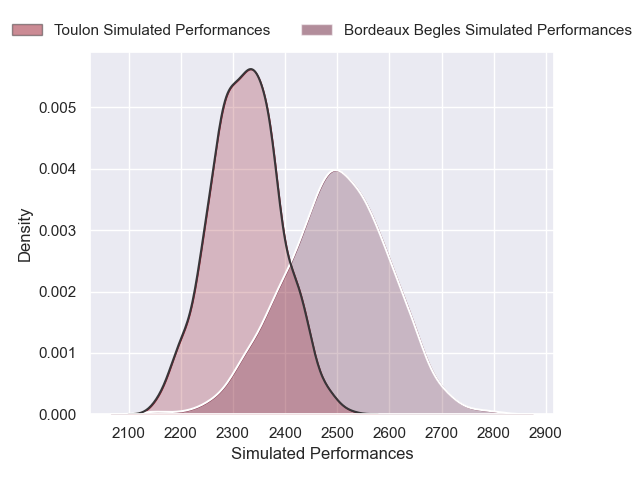 Toulon Simulated Performances
Bordeaux Begles Simulated Performances
0.005
0.004
0.003
0.002
0.001
0.000
Density
2100 2200 2300 2400 2500 2600 2700 2800 2900
Simulated Performances